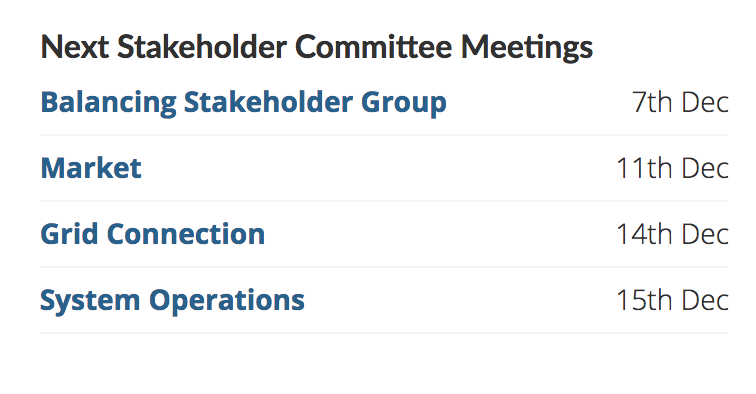 Next Stakeholder Committee Meetings
Balancing Stakeholder Group 7th Dec
Market 11th Dec
Grid Connection 14th Dec
System Operations 15th Dec